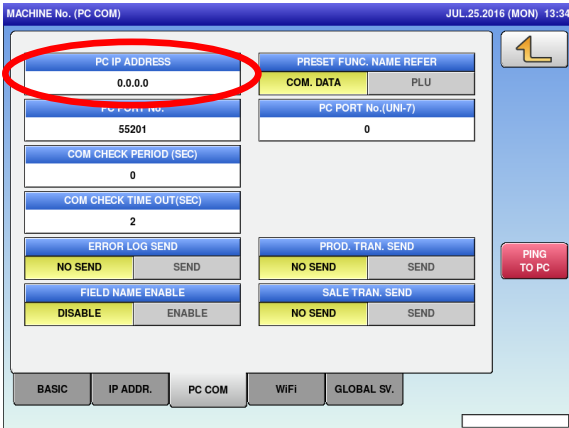 MACHINE No. (PC COM)
JUL.25.2016 (MON) 13:34
PC IP ADDRESS
0.0.0.0
PRESET FUNC. NAME REFER
COM. DATA PLU
PC PORT No.
55201
PC PORT No.(UNI-7)
0
COM CHECK PERIOD (SEC)
0
COM CHECK TIME OUT(SEC)
2
ERROR LOG SEND
NO SEND SEND
PROD. TRAN. SEND
NO SEND SEND
FIELD NAME ENABLE
DISABLE ENABLE
SALE TRAN. SEND
NO SEND SEND
PING
TO PC
BASIC IP ADDR. PC COM WiFi GLOBAL SV.